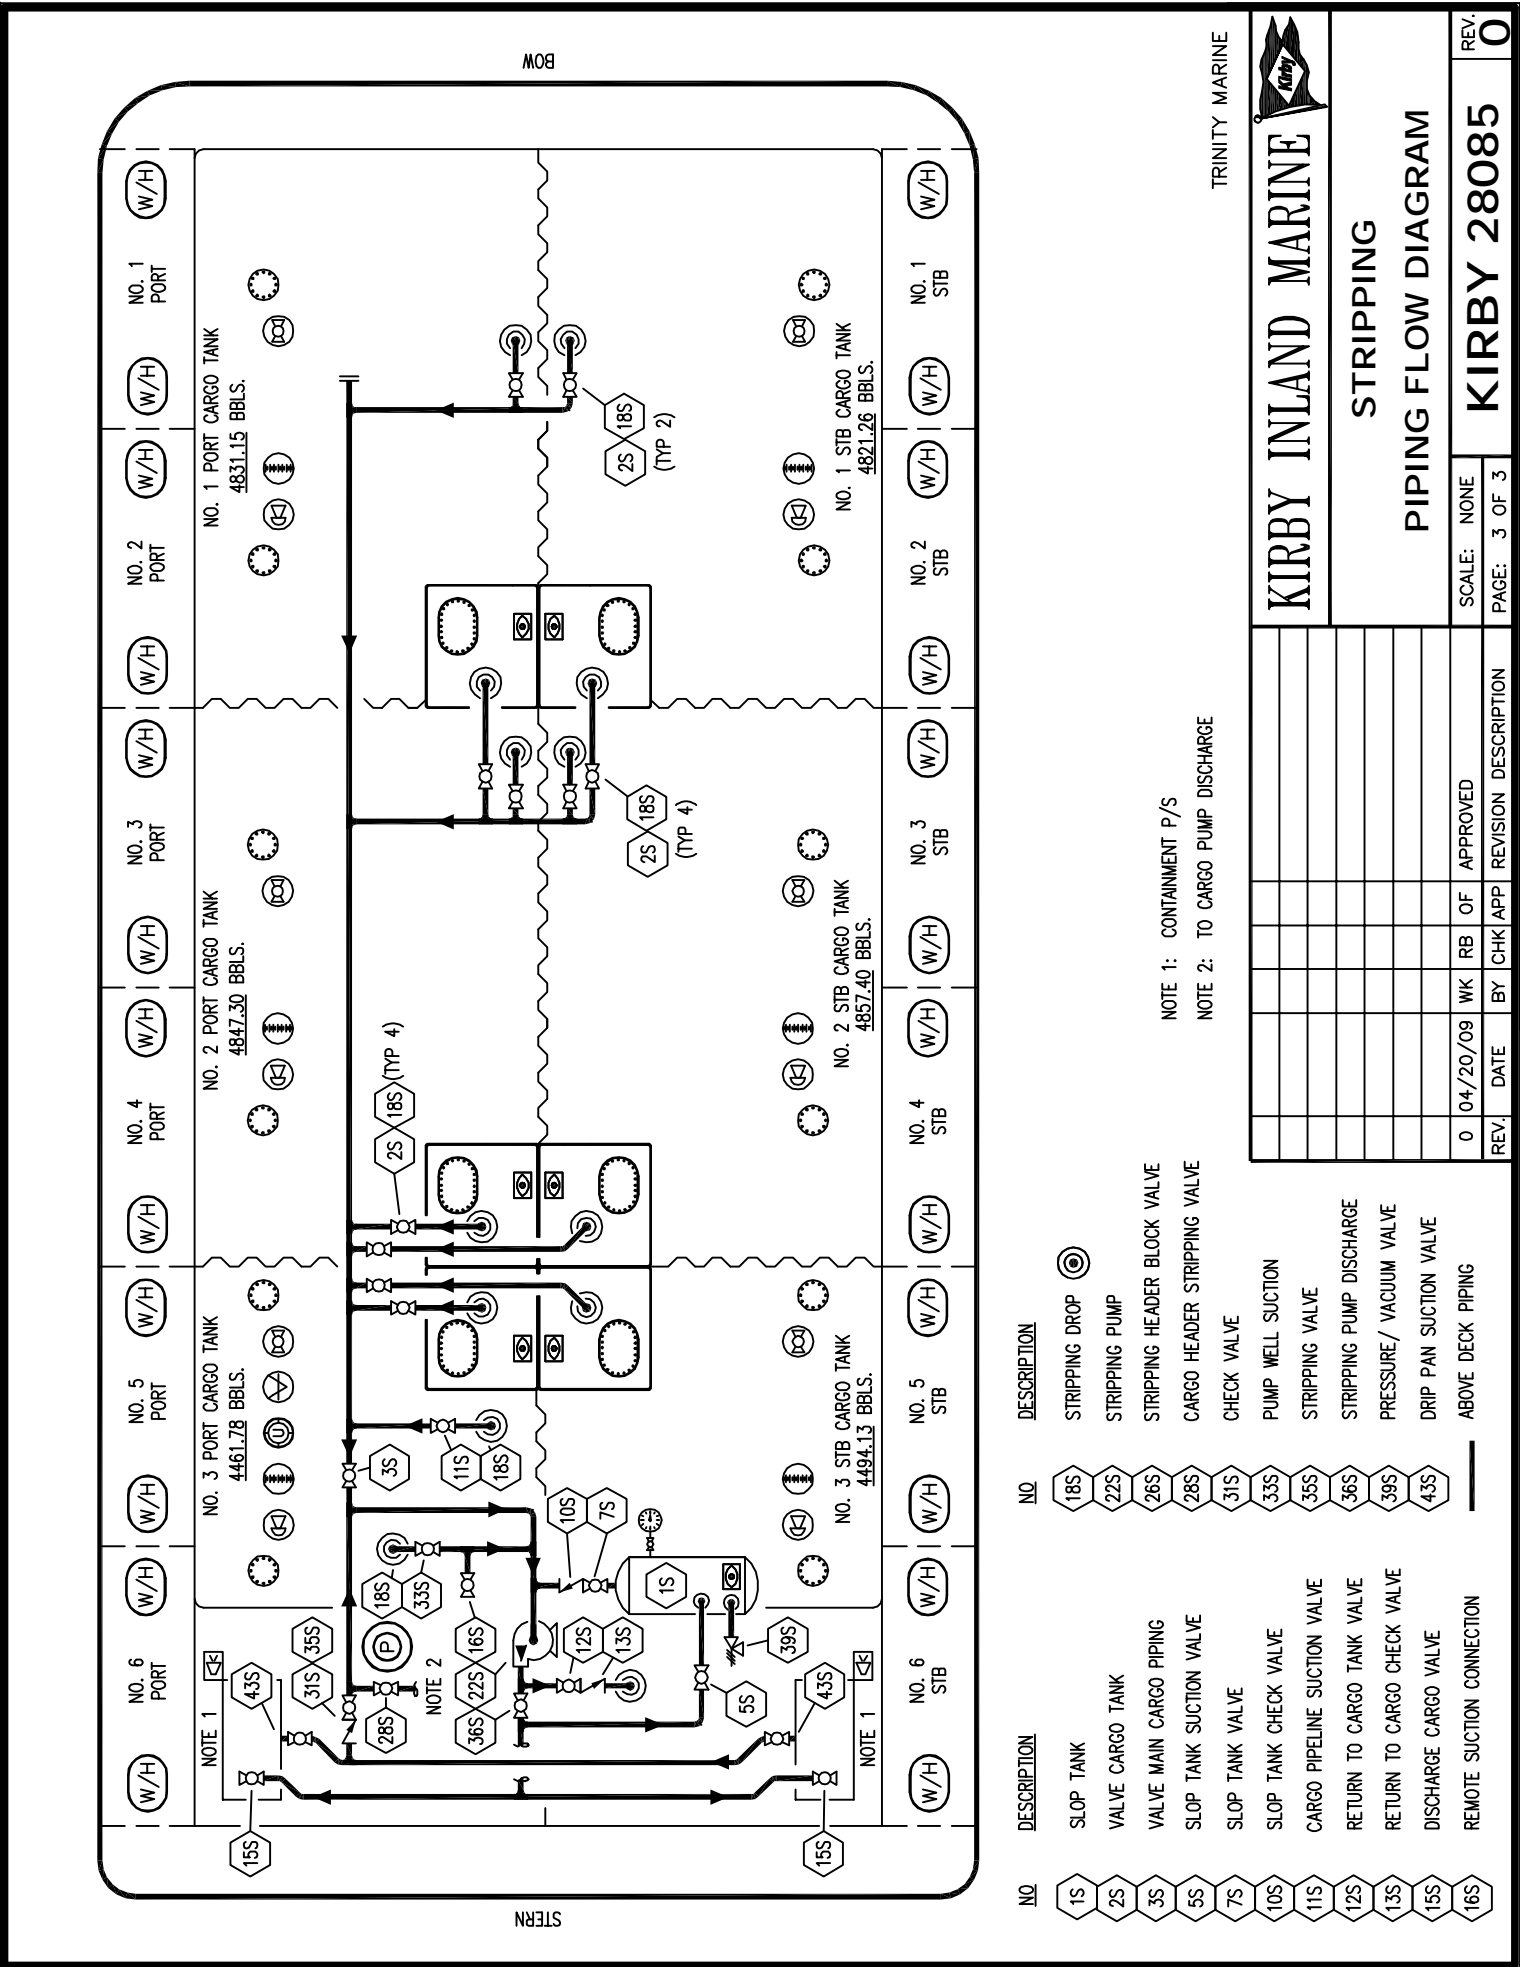 BOW
STERN
W/H
W/H
W/H
W/H
W/H
W/H
W/H
W/H
W/H
W/H
W/H
W/H
NO. 6
PORT
NO. 5
PORT
NO. 4
PORT
NO. 3
PORT
NO. 2
PORT
NO. 1
PORT
NO. 3 PORT CARGO TANK
4461.78 BBLS.
NO. 2 PORT CARGO TANK
4847.30 BBLS.
NO. 1 PORT CARGO TANK
4831.15 BBLS.
U
NOTE 1
43S
15S
31S
35S
28S
P
NOTE 2
18S
33S
3S
11S
18S
2S
18S
(TYP 4)
36S
22S
16S
12S
13S
10S
7S
1S
39S
5S
43S
15S
NOTE 1
2S
18S
(TYP 4)
2S
18S
(TYP 2)
NO. 3 STB CARGO TANK
4494.13 BBLS.
NO. 2 STB CARGO TANK
4857.40 BBLS.
NO. 1 STB CARGO TANK
4821.26 BBLS.
W/H
W/H
W/H
W/H
W/H
W/H
W/H
W/H
W/H
W/H
W/H
W/H
NO. 6
STB
NO. 5
STB
NO. 4
STB
NO. 3
STB
NO. 2
STB
NO. 1
STB
NO DESCRIPTION
1S SLOP TANK
2S VALVE CARGO TANK
3S VALVE MAIN CARGO PIPING
5S SLOP TANK SUCTION VALVE
7S SLOP TANK VALVE
10S SLOP TANK CHECK VALVE
11S CARGO PIPELINE SUCTION VALVE
12S RETURN TO CARGO TANK VALVE
13S RETURN TO CARGO CHECK VALVE
15S DISCHARGE CARGO VALVE
16S REMOTE SUCTION CONNECTION
NO DESCRIPTION
18S STRIPPING DROP
22S STRIPPING PUMP
26S STRIPPING HEADER BLOCK VALVE
28S CARGO HEADER STRIPPING VALVE
31S CHECK VALVE
33S PUMP WELL SUCTION
35S STRIPPING VALVE
36S STRIPPING PUMP DISCHARGE
39S PRESSURE/ VACUUM VALVE
43S DRIP PAN SUCTION VALVE
ABOVE DECK PIPING
NOTE 1: CONTAINMENT P/S
NOTE 2: TO CARGO PUMP DISCHARGE
TRINITY MARINE
KIRBY INLAND MARINE
Kirby
STRIPPING
PIPING FLOW DIAGRAM
0 04/20/09 WK RB OF APPROVED
REV. DATE BY CHK APP REVISION DESCRIPTION
SCALE: NONE
PAGE: 3 OF 3
KIRBY 28085
REV.
0